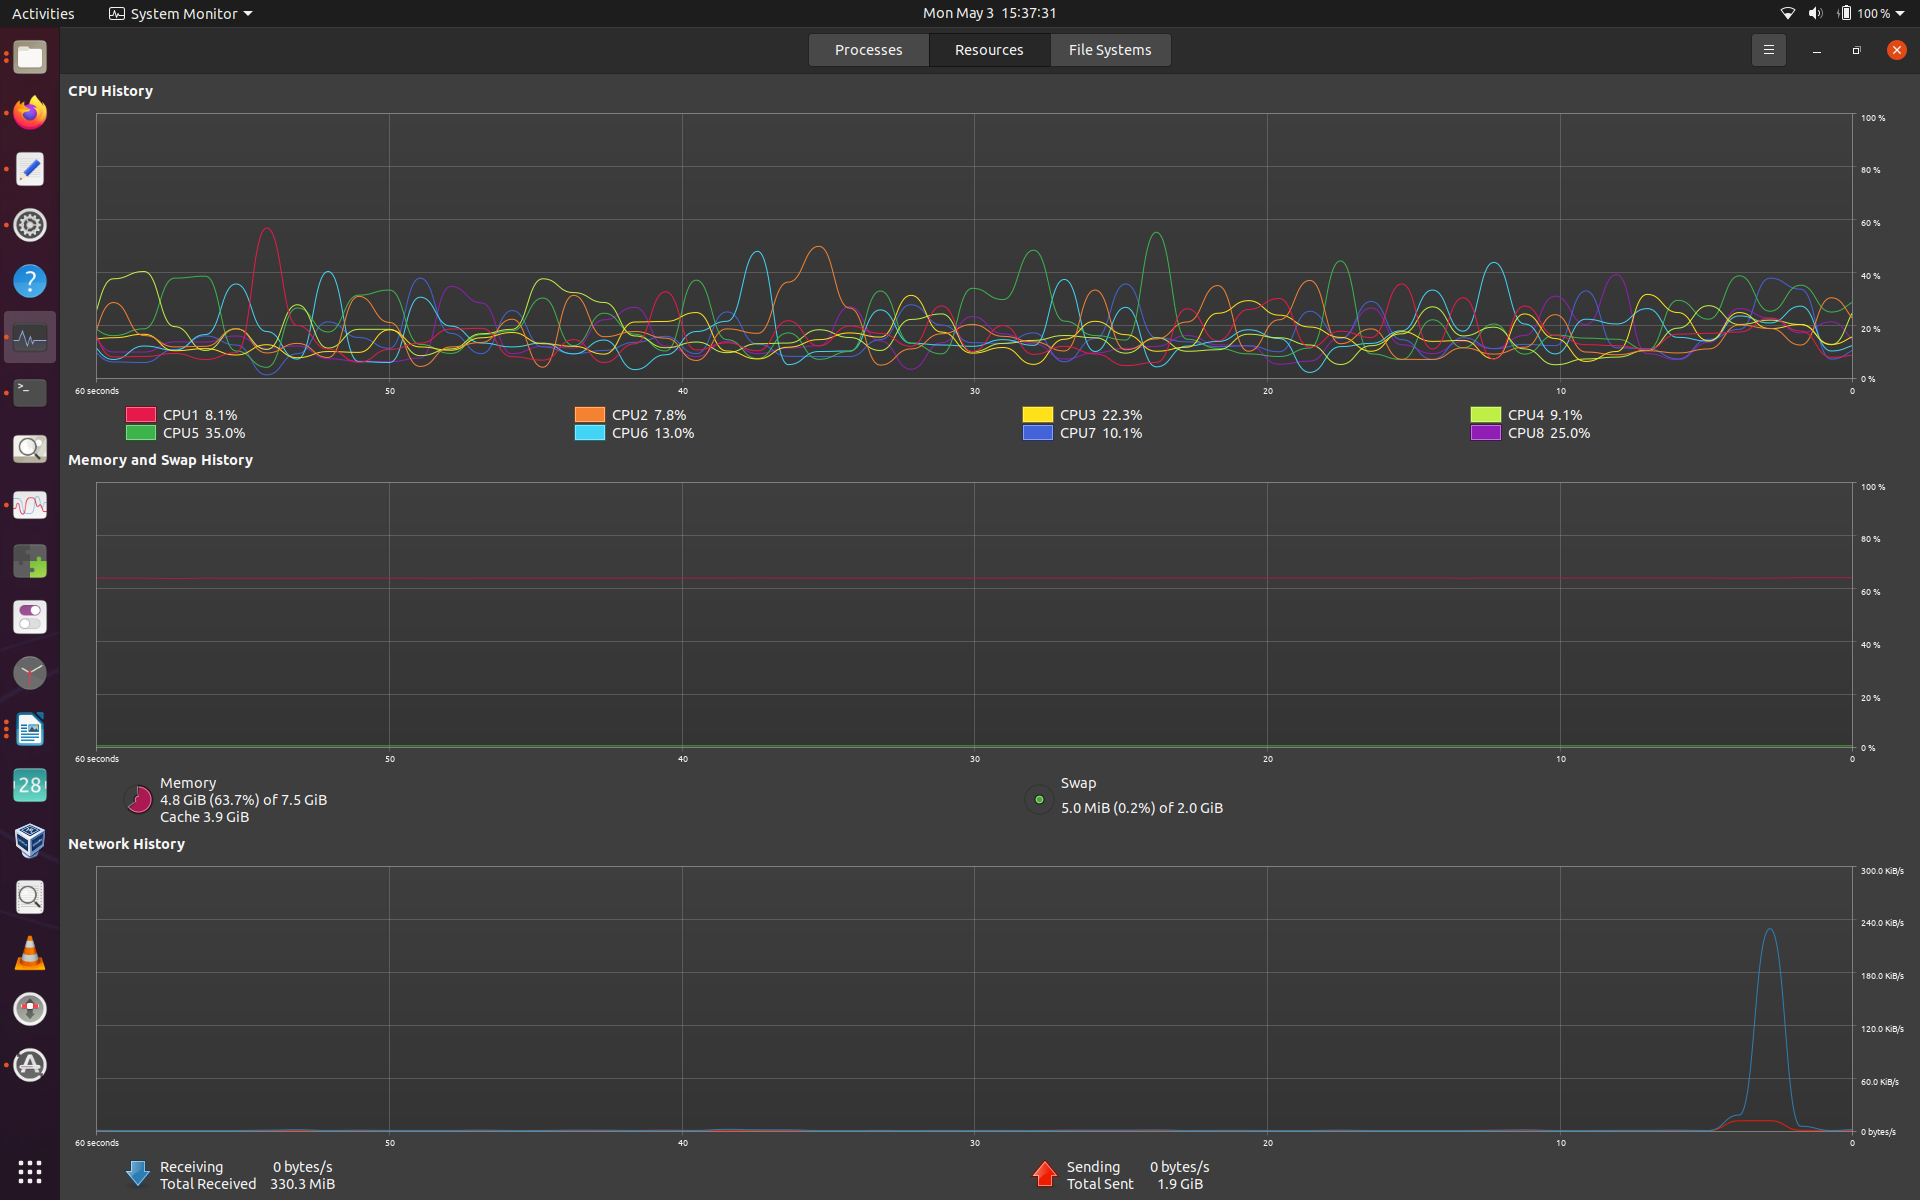 Activities System Monitor Mon May 3 15:37:31 100 %
Processes Resources File Systems
CPU History
100 %
80 %
60 %
40 %
20 %
0 %
60 seconds 50 40 30 20 10 0
CPU1 8.1% CPU2 7.8% CPU3 22.3% CPU4 9.1%
CPU5 35.0% CPU6 13.0% CPU7 10.1% CPU8 25.0%
Memory and Swap History
100 %
80 %
60 %
40 %
20 %
0 %
60 seconds 50 40 30 20 10 0
Memory
4.8 GiB (63.7%) of 7.5 GiB
Cache 3.9 GiB
Swap
5.0 MiB (0.2%) of 2.0 GiB
Network History
300.0 KiB/s
240.0 KiB/s
180.0 KiB/s
120.0 KiB/s
60.0 KiB/s
0 bytes/s
60 seconds 50 40 30 20 10 0
Receiving 0 bytes/s
Total Received 330.3 MiB
Sending 0 bytes/s
Total Sent 1.9 GiB
?
>_
28